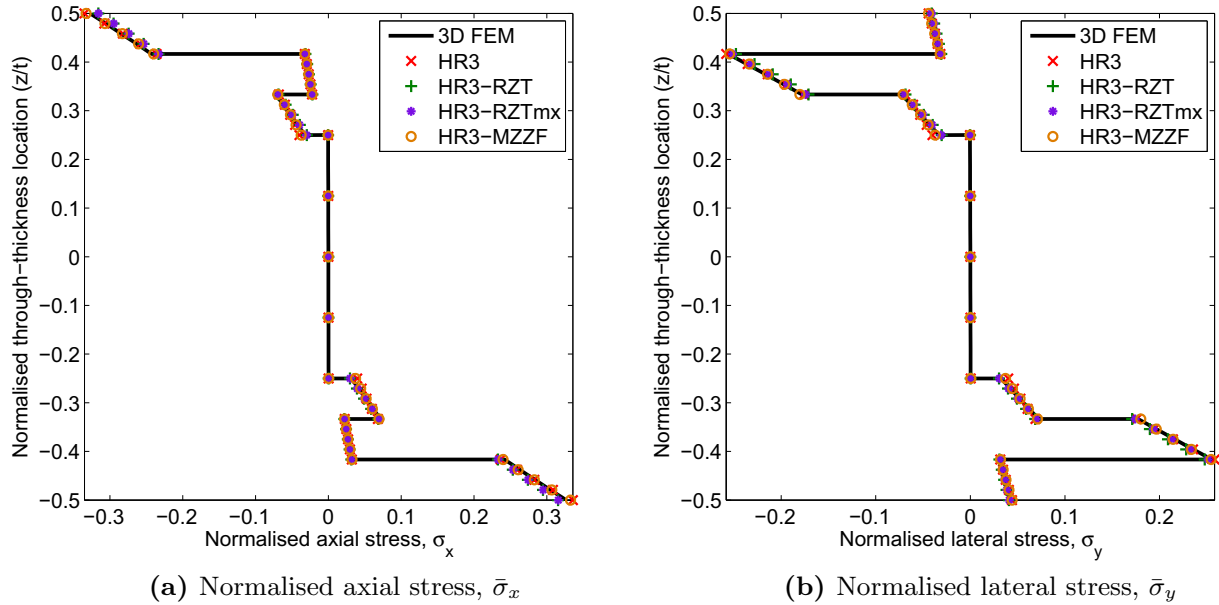 0.5
0.4
0.3
0.2
0.1
0
−0.1
−0.2
−0.3
−0.4
−0.5
Normalised through−thickness location (z/t)
3D FEM
HR3
HR3−RZT
HR3−RZTmx
HR3−MZZF
−0.3 −0.2 −0.1 0 0.1 0.2 0.3
Normalised axial stress, σx
(a) Normalised axial stress, σ̄x
0.5
0.4
0.3
0.2
0.1
0
−0.1
−0.2
−0.3
−0.4
−0.5
Normalised through−thickness location (z/t)
3D FEM
HR3
HR3−RZT
HR3−RZTmx
HR3−MZZF
−0.2 −0.1 0 0.1 0.2
Normalised lateral stress, σy
(b) Normalised lateral stress, σ̄y